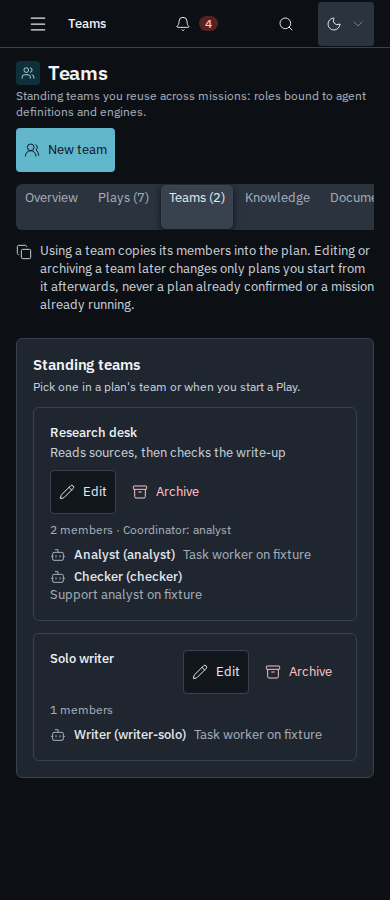 Teams
4
Teams
Standing teams you reuse across missions: roles bound to agent
definitions and engines.
New team
Overview
Plays (7)
Teams (2)
Knowledge
Docume
Using a team copies its members into the plan. Editing or
archiving a team later changes only plans you start from
it afterwards, never a plan already confirmed or a mission
already running.
Standing teams
Pick one in a plan's team or when you start a Play.
Research desk
Reads sources, then checks the write-up
Edit
Archive
2 members · Coordinator: analyst
Analyst (analyst) Task worker on fixture
Checker (checker)
Support analyst on fixture
Solo writer
Edit
Archive
1 members
Writer (writer-solo) Task worker on fixture